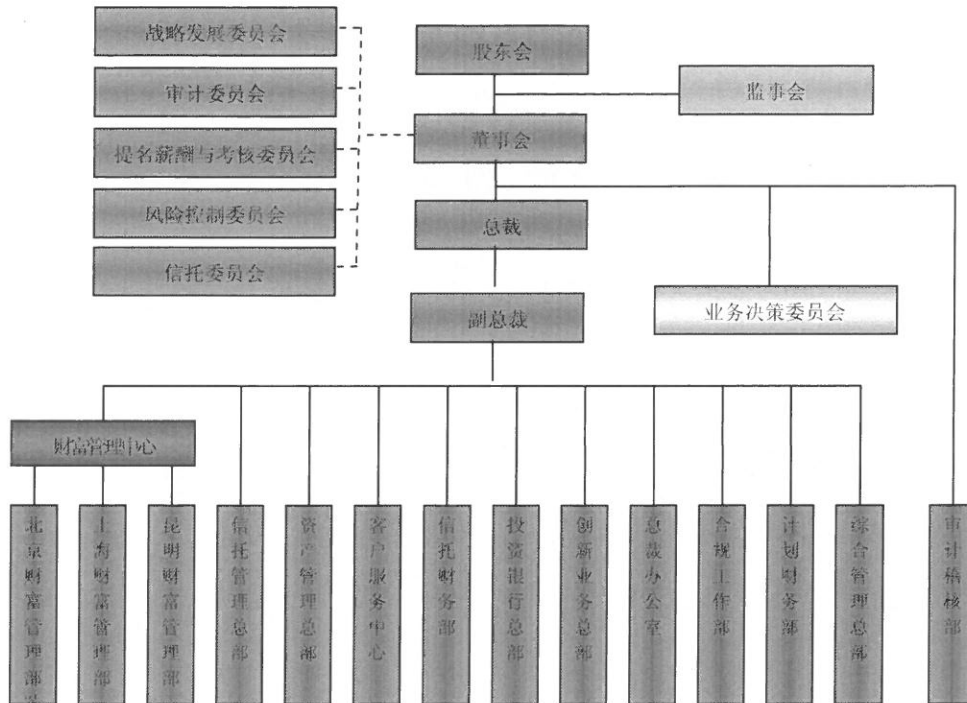 战略发展委员会
股东会
审计委员会
监事会
董事会
提名薪酬与考核委员会
风险控制委员会
总裁
信托委员会
业务决策委员会
副总裁
财富管理中心
北京财富管理部
上海财富管理部
昆明财富管理部
信托管理总部
资产管理总部
客户服务中心
信托财务部
投资银行总部
创新业务总部
总裁办公室
合规工作部
计划财务部
综合管理总部
审计稽核部